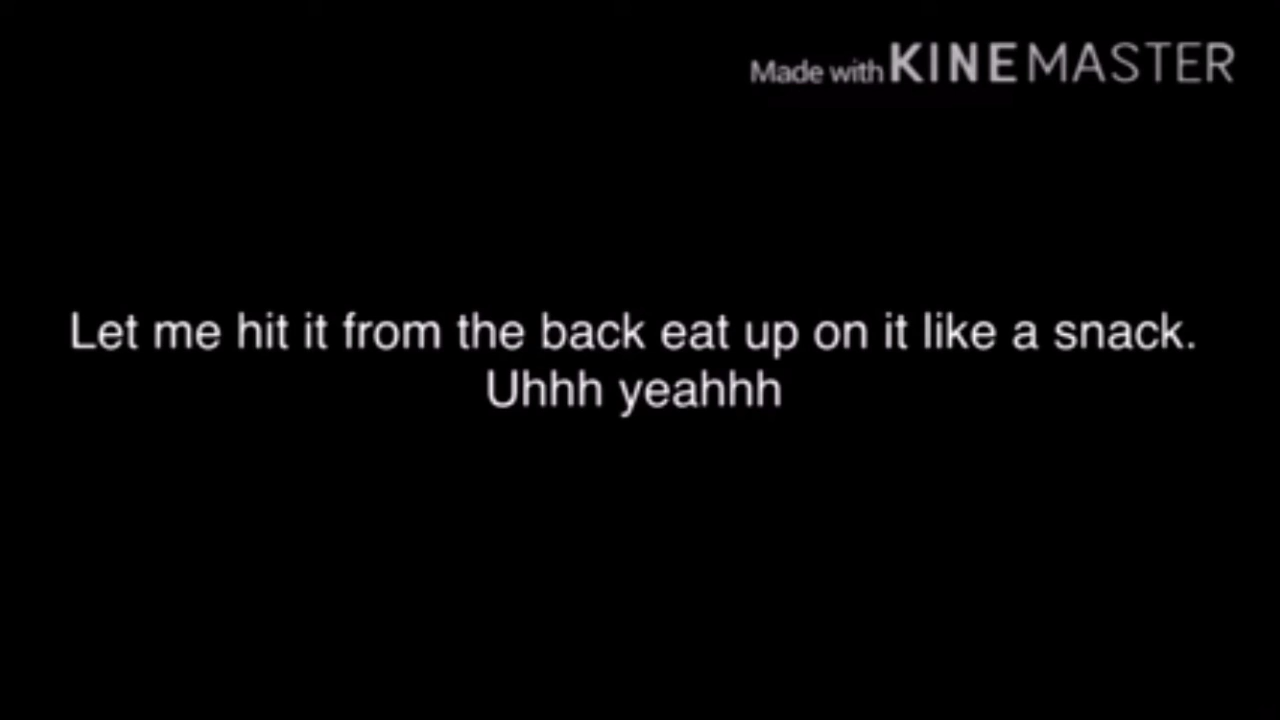 Made with KINEMASTER
Let me hit it from the back eat up on it like a snack.
Uhhh yeahhh